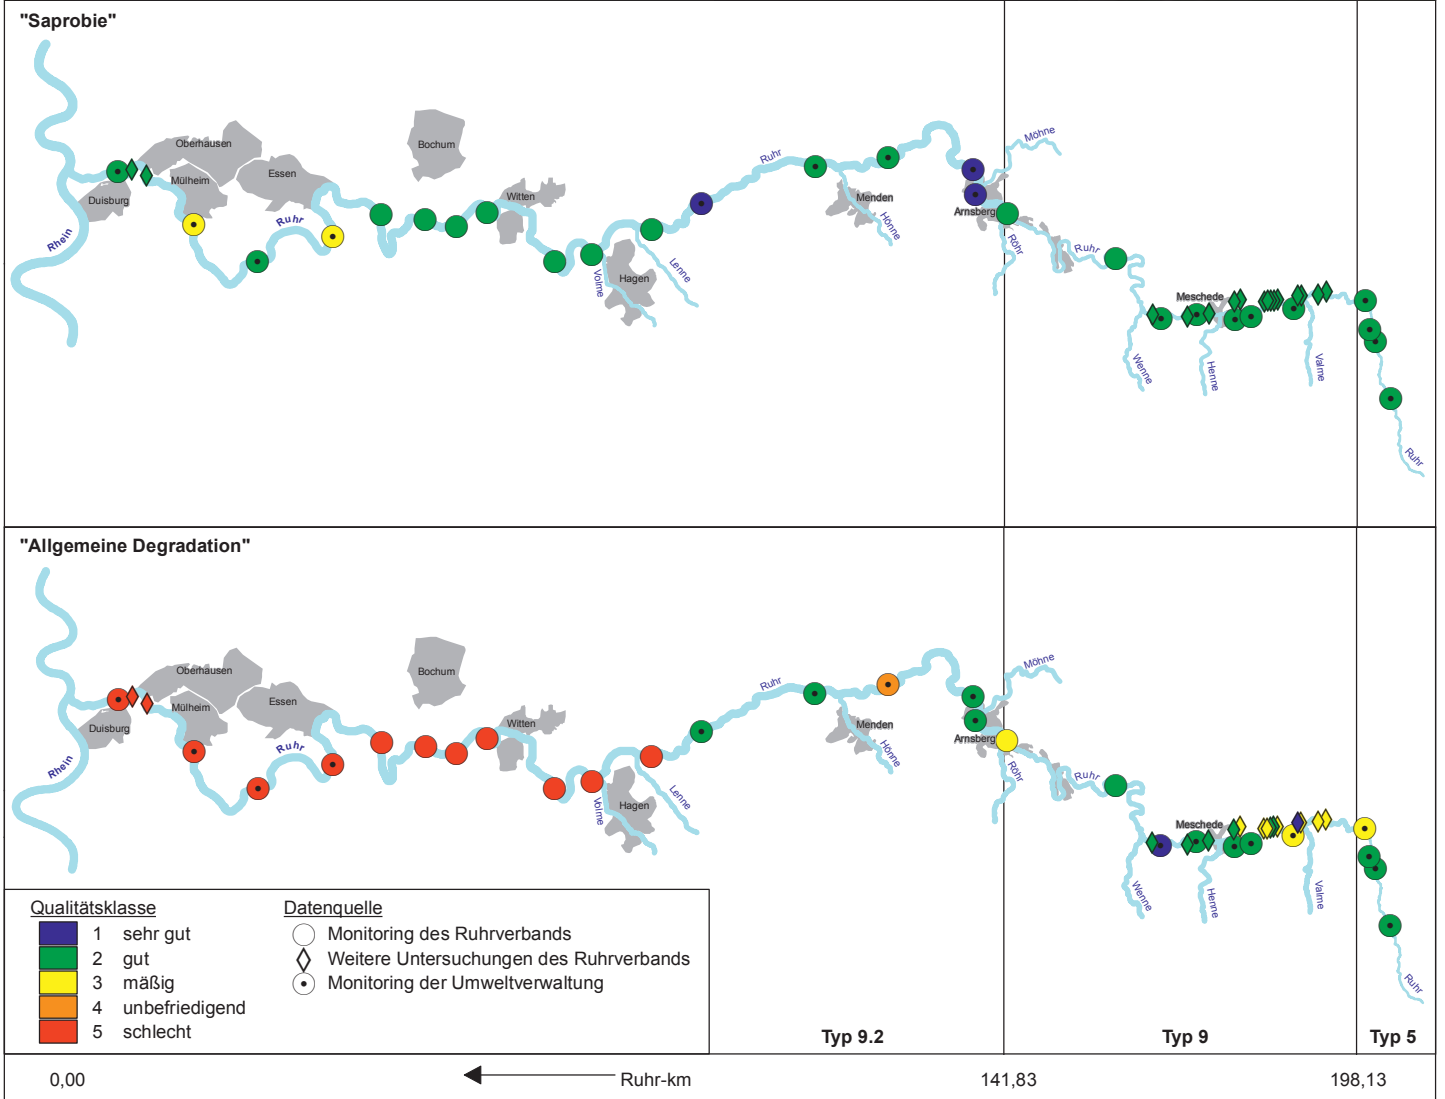 "Saprobie"
Oberhausen
Bochum
Möhne
Mülheim
Essen
Ruhr
Duisburg
Witten
Menden
Ruhr
Arnsberg
Hönne
Rhein
Röhr
Ruhr
Lenne
Volme
Hagen
Meschede
Wenne
Henne
Valme
Ruhr
"Allgemeine Degradation"
Oberhausen
Bochum
Möhne
Mülheim
Essen
Ruhr
Duisburg
Witten
Menden
Ruhr
Arnsberg
Hönne
Rhein
Röhr
Ruhr
Lenne
Volme
Hagen
Meschede
Wenne
Henne
Valme
Ruhr
Qualitätsklasse
1 sehr gut
2 gut
3 mäßig
4 unbefriedigend
5 schlecht
Datenquelle
Monitoring des Ruhrverbands
Weitere Untersuchungen des Ruhrverbands
Monitoring der Umweltverwaltung
Typ 9.2
Typ 9
Typ 5
0,00
Ruhr-km
141,83
198,13